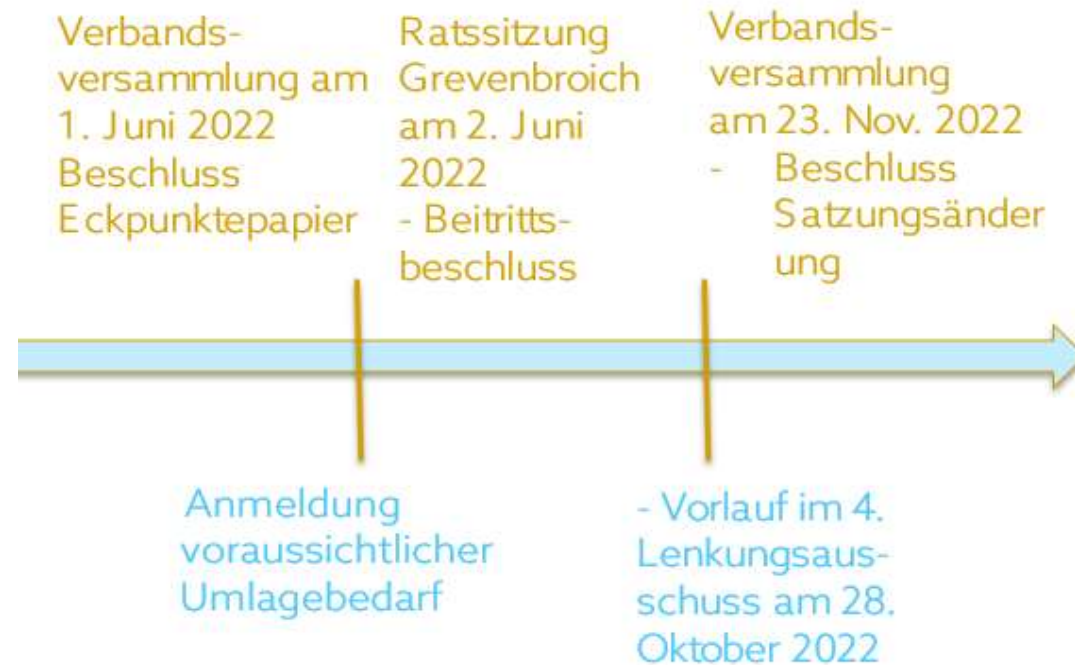 Verbands-
versammlung am
1. Juni 2022
Beschluss
Eckpunktepapier
Ratssitzung
Grevenbroich
am 2. Juni
2022
- Beitritts-
beschluss
Verbands-
versammlung
am 23. Nov. 2022
- Beschluss
Satzungsänder
ung
Anmeldung
voraussichtlicher
Umlagebedarf
- Vorlauf im 4.
Lenkungsaus-
schuss am 28.
Oktober 2022